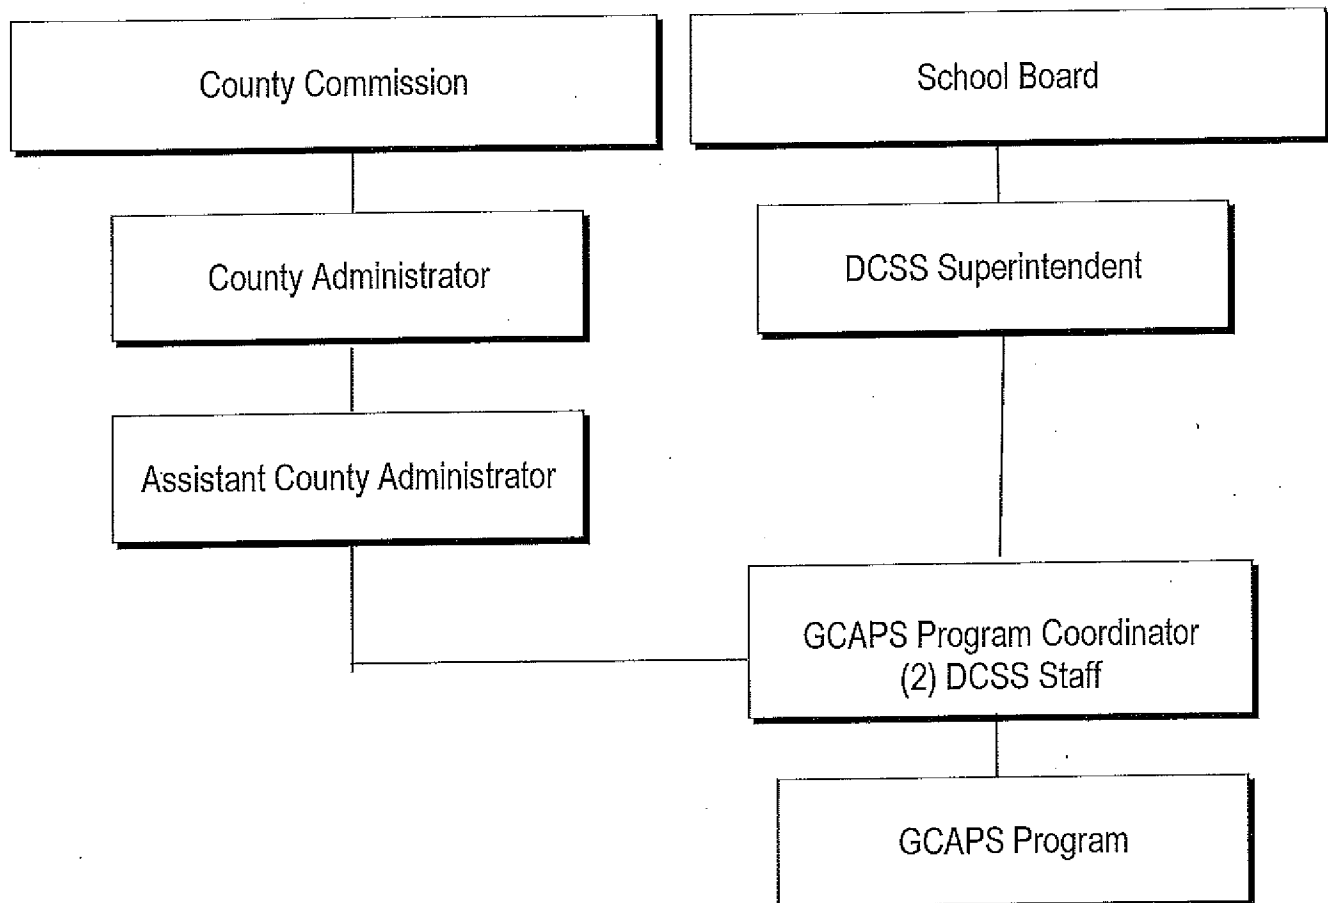 County Commission
School Board
County Administrator
DCSS Superintendent
Assistant County Administrator
GCAPS Program Coordinator
(2) DCSS Staff
GCAPS Program